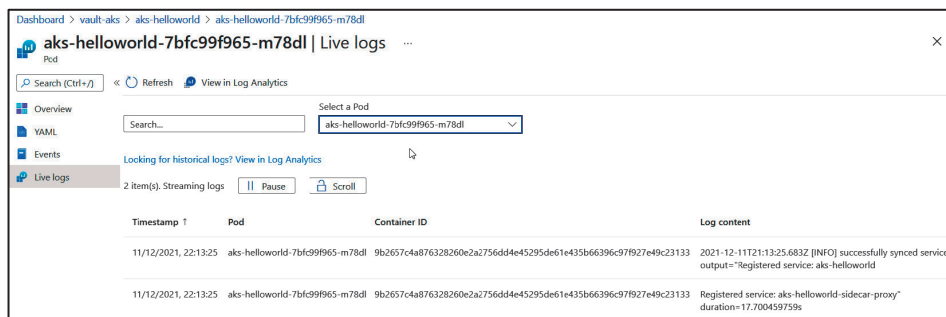 Dashboard > vault-aks > aks-helloworld > aks-helloworld-7bfc99f965-m78dl
aks-helloworld-7bfc99f965-m78dl | Live logs ...
Pod
Search (Ctrl+/) « Refresh View in Log Analytics
Overview
YAML
Events
Live logs
Select a Pod
Search... aks-helloworld-7bfc99f965-m78dl
Looking for historical logs? View in Log Analytics
2 item(s). Streaming logs Pause Scroll
Timestamp ↑ Pod Container ID Log content
11/12/2021, 22:13:25 aks-helloworld-7bfc99f965-m78dl 9b2657c4a876328260e2a2756dd4e45295de61e435b66396c97f927e49c23133 2021-12-11T21:13:25.683Z [INFO] successfully synced service
output="Registered service: aks-helloworld
11/12/2021, 22:13:25 aks-helloworld-7bfc99f965-m78dl 9b2657c4a876328260e2a2756dd4e45295de61e435b66396c97f927e49c23133 Registered service: aks-helloworld-sidecar-proxy"
duration=17.700459759s